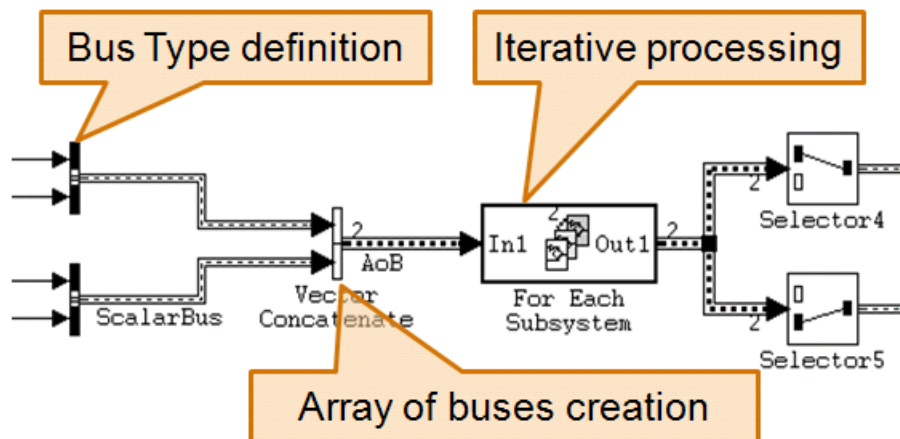 Bus Type definition
Iterative processing
2
Selector4
2
AoB
In1
2
Out1
2
ScalarBus
Vector
Concatenate
For Each
Subsystem
2
Selector5
Array of buses creation